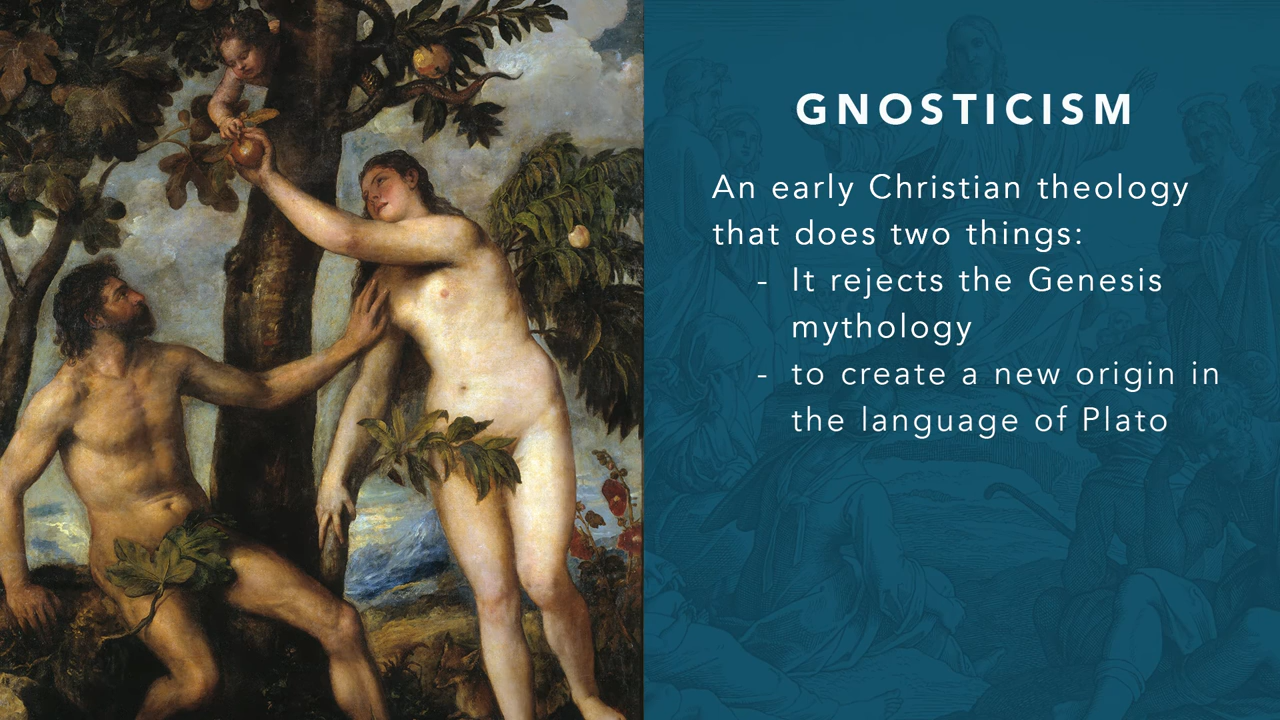 GNOSTICISM
An early Christian theology
that does two things:
- It rejects the Genesis
mythology
- to create a new origin in
the language of Plato